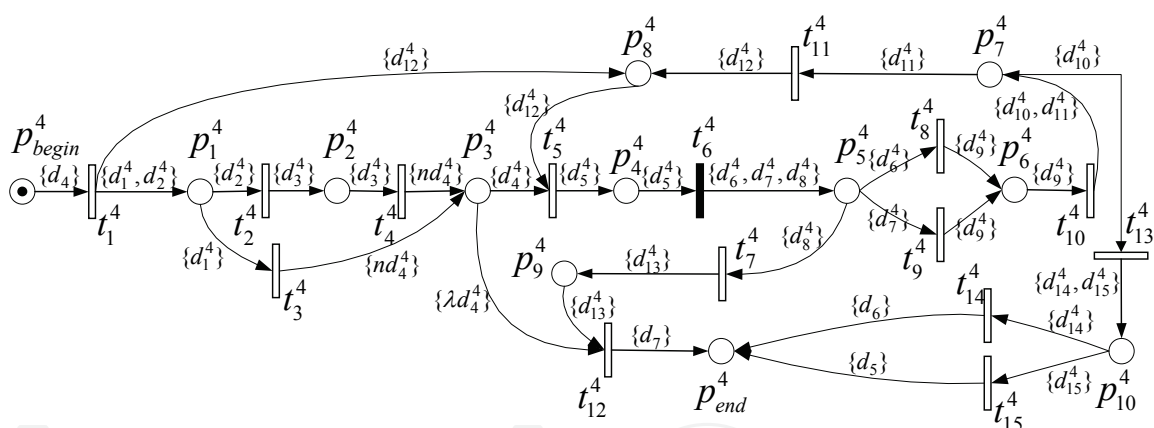 p_8^4 t_11^4 p_7^4
{d_12^4} {d_12^4} {d_11^4} {d_10^4}
{d_12^4} {d_10^4, d_11^4}
p_begin^4 p_1^4 p_2^4 p_3^4 t_5^4 p_4^4 t_6^4 p_5^4 t_8^4 p_6^4
{d_4} {d_1^4, d_2^4} {d_2^4} {d_3^4} {d_3^4} {nd_4^4} {d_4^4} {d_5^4} {d_5^4} {d_6^4, d_7^4, d_8^4} {d_6^4} {d_9^4} {d_9^4}
t_1^4 t_2^4 t_4^4 {d_7^4} {d_9^4} t_10^4 t_13^4
{d_1^4} {nd_4^4} {d_8^4} t_9^4
t_3^4 p_9^4 {d_13^4} t_7^4
{λd_4^4} {d_13^4} {d_6} t_14^4 {d_14^4, d_15^4}
{d_14^4}
{d_7} {d_5} {d_15^4}
t_12^4 p_end^4 t_15^4 p_10^4